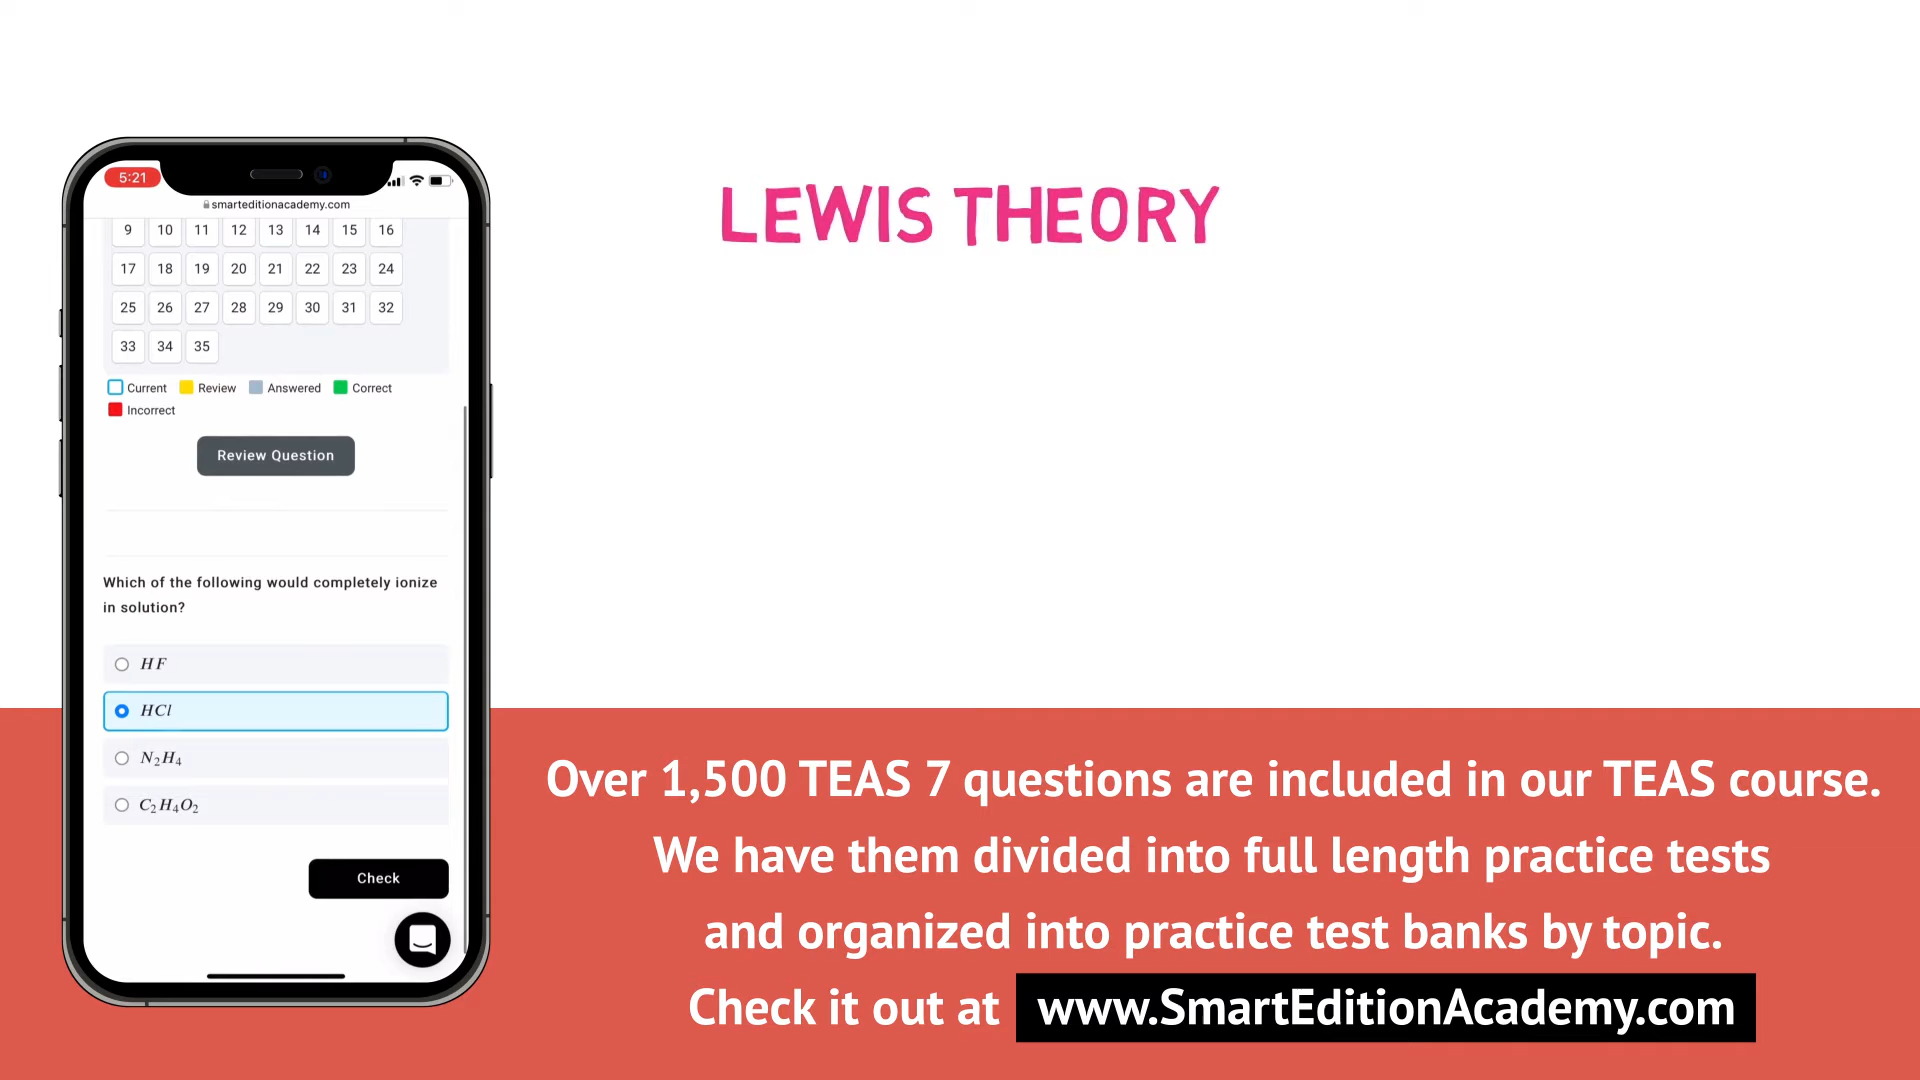 5:21
smarteditionacademy.com
9 10 11 12 13 14 15 16
17 18 19 20 21 22 23 24
25 26 27 28 29 30 31 32
33 34 35
Current Review Answered Correct
Incorrect
Review Question
Which of the following would completely ionize
in solution?
HF
HCl
N₂H₄
C₂H₄O₂
Check
LEWIS THEORY
Over 1,500 TEAS 7 questions are included in our TEAS course.
We have them divided into full length practice tests
and organized into practice test banks by topic.
Check it out at www.SmartEditionAcademy.com